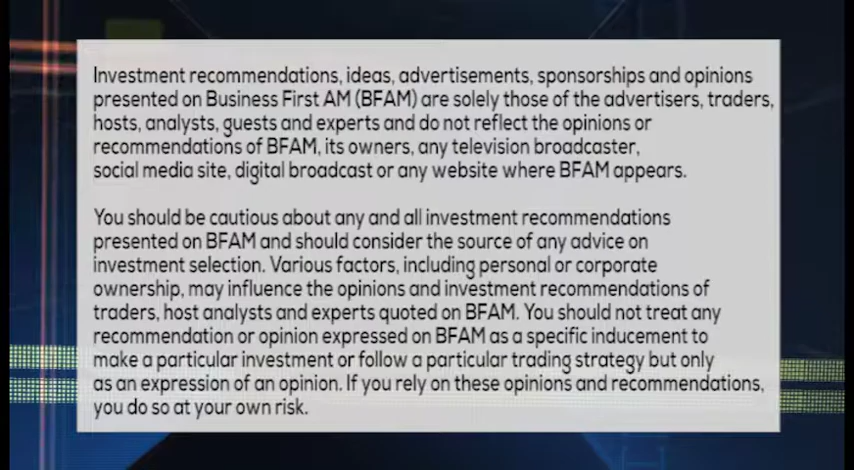 Investment recommendations, ideas, advertisements, sponsorships and opinions
presented on Business First AM (BFAM) are solely those of the advertisers, traders,
hosts, analysts, guests and experts and do not reflect the opinions or
recommendations of BFAM, its owners, any television broadcaster,
social media site, digital broadcast or any website where BFAM appears.
You should be cautious about any and all investment recommendations
presented on BFAM and should consider the source of any advice on
investment selection. Various factors, including personal or corporate
ownership, may influence the opinions and investment recommendations of
traders, host analysts and experts quoted on BFAM. You should not treat any
recommendation or opinion expressed on BFAM as a specific inducement to
make a particular investment or follow a particular trading strategy but only
as an expression of an opinion. If you rely on these opinions and recommendations,
you do so at your own risk.